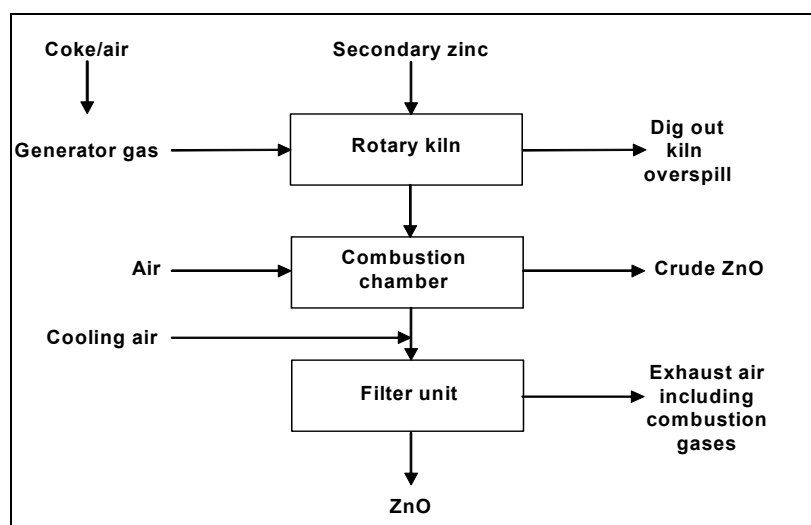 Coke/air
Secondary zinc
Generator gas
Rotary kiln
Dig out
kiln
overspill
Air
Combustion
chamber
Crude ZnO
Cooling air
Filter unit
Exhaust air
including
combustion
gases
ZnO